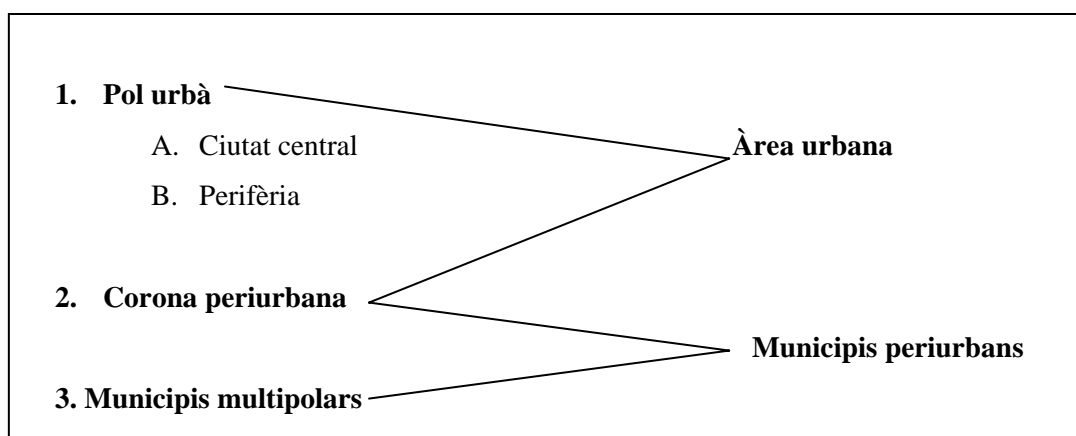 1. Pol urbà
A. Ciutat central
Àrea urbana
B. Perifèria
2. Corona periurbana
Municipis periurbans
3. Municipis multipolars